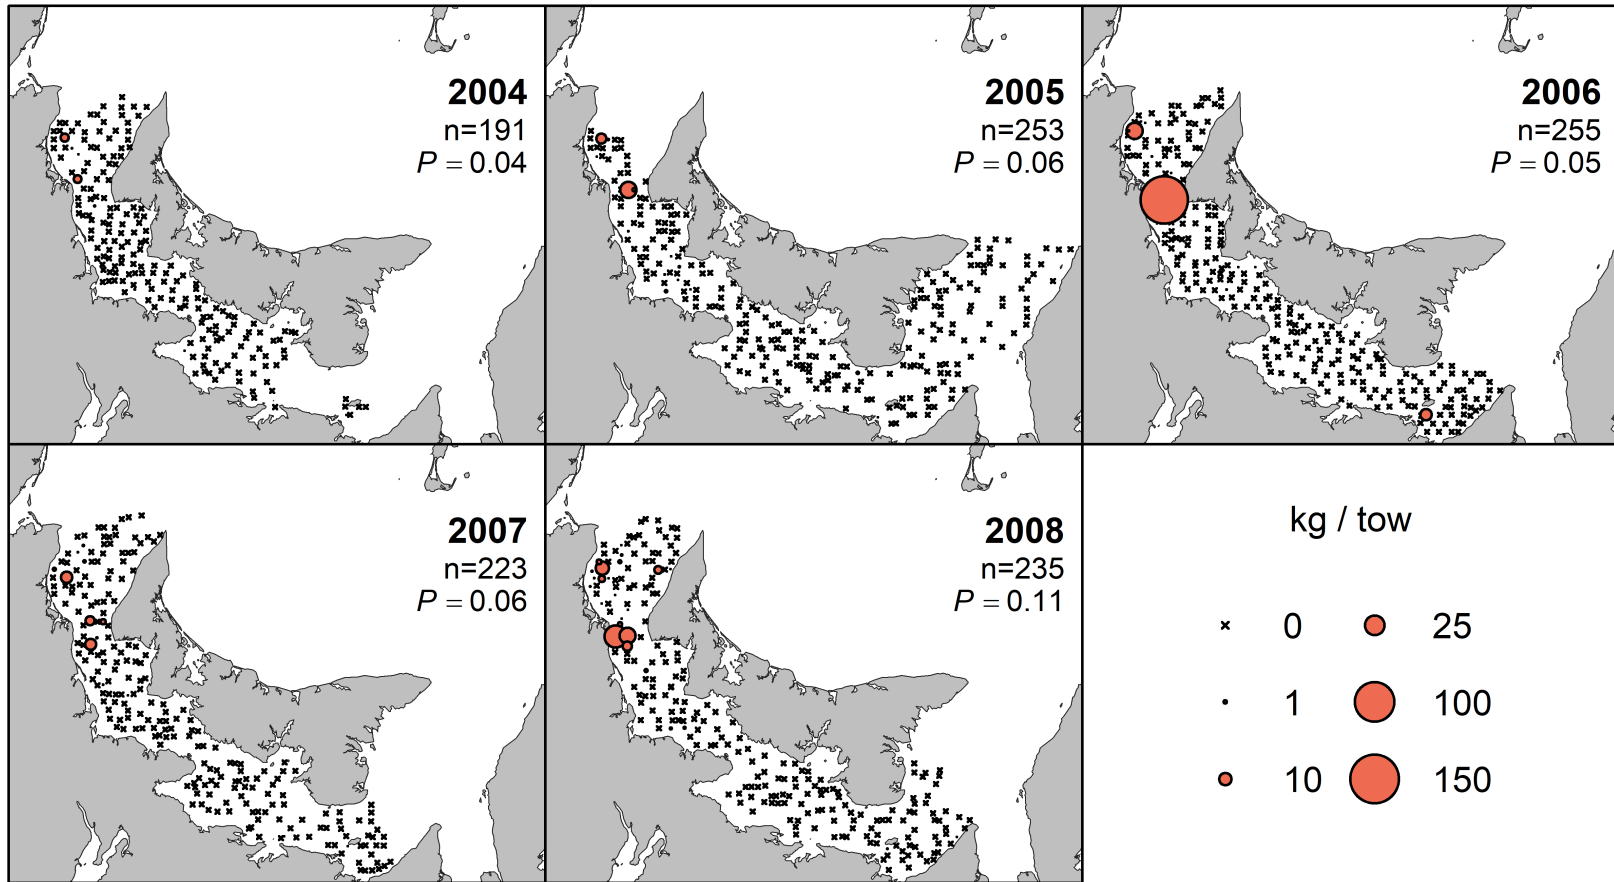 2004
n=191
P = 0.04
2005
n=253
P = 0.06
2006
n=255
P = 0.05
2007
n=223
P = 0.06
2008
n=235
P = 0.11
kg / tow
0 25
1 100
10 150